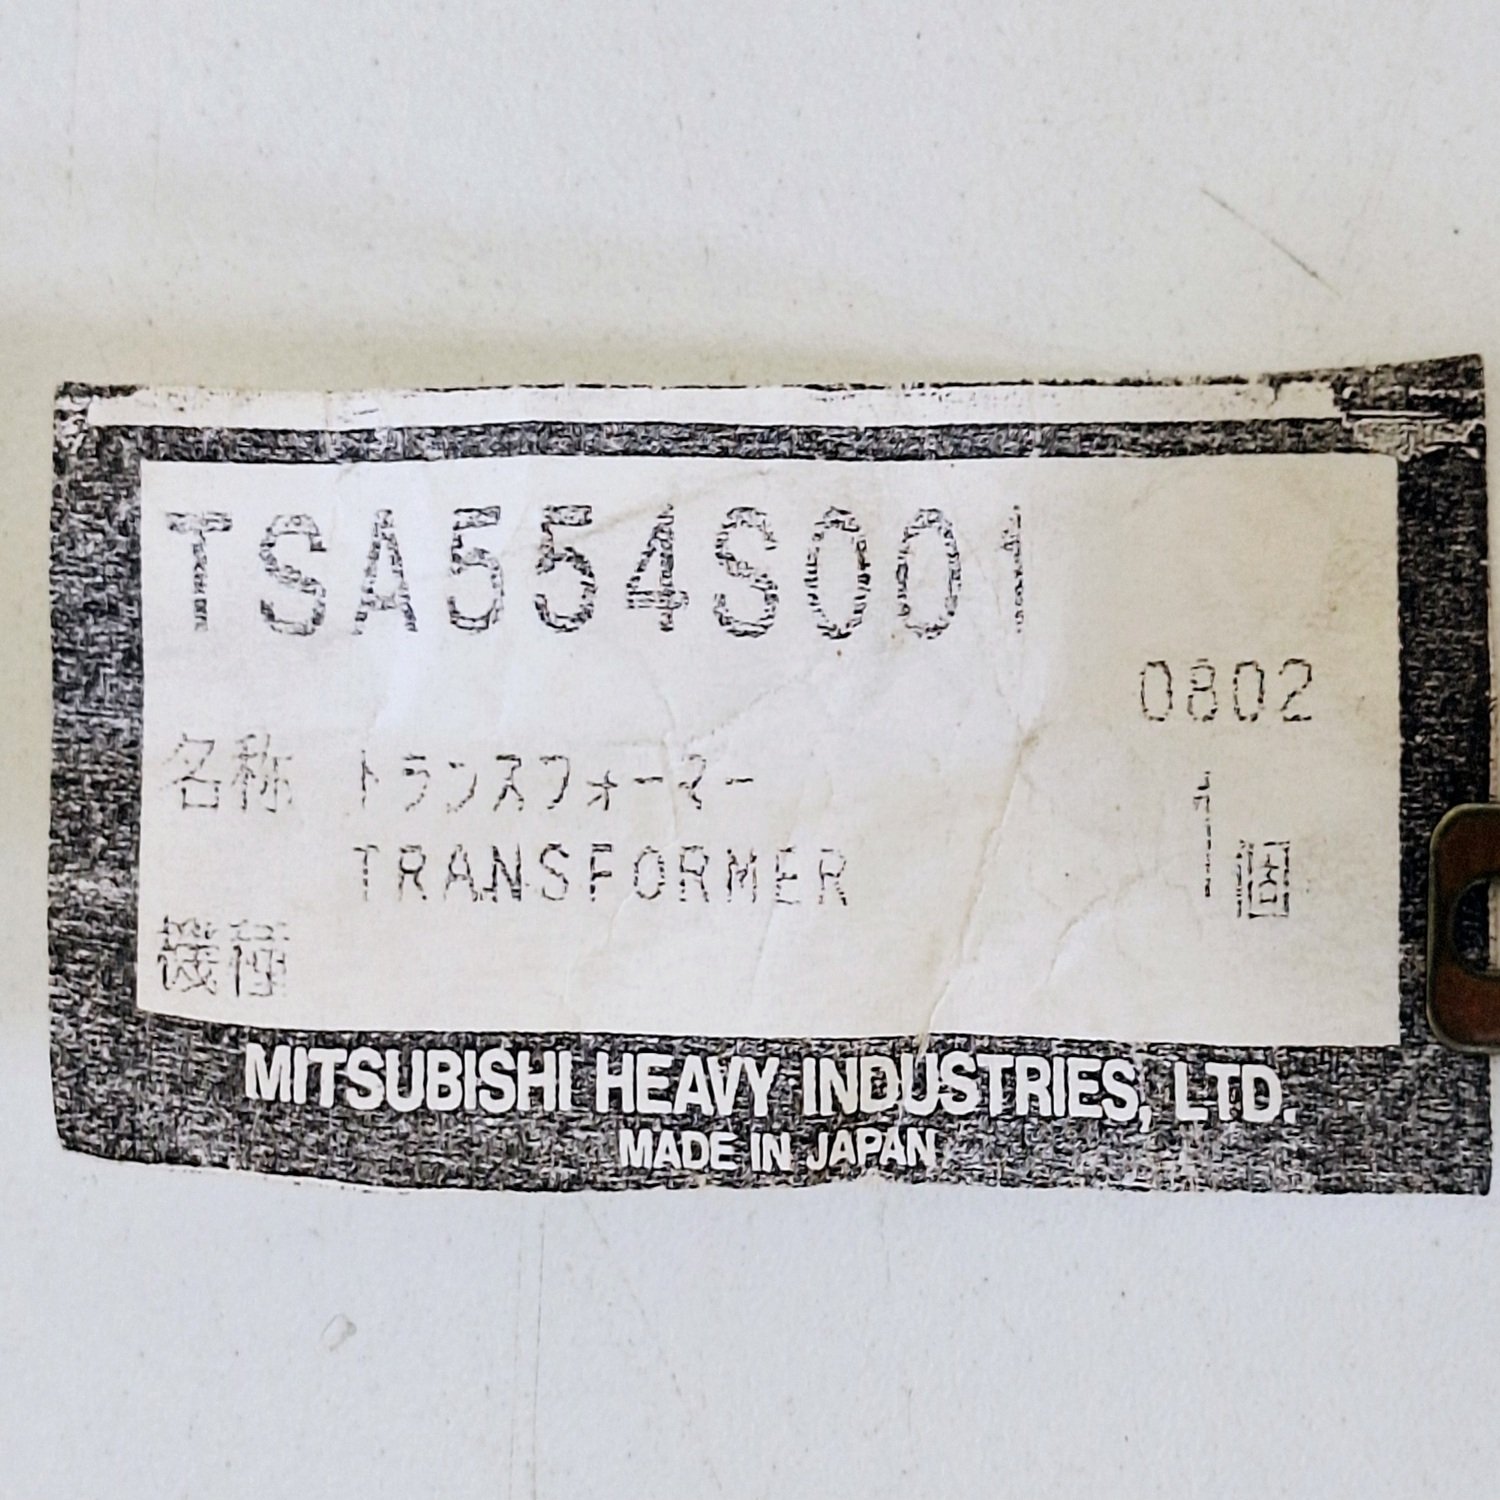 TSA554S001
0802
名称 トランスフォーマー
TRANSFORMER 1個
機種
MITSUBISHI HEAVY INDUSTRIES, LTD.
MADE IN JAPAN